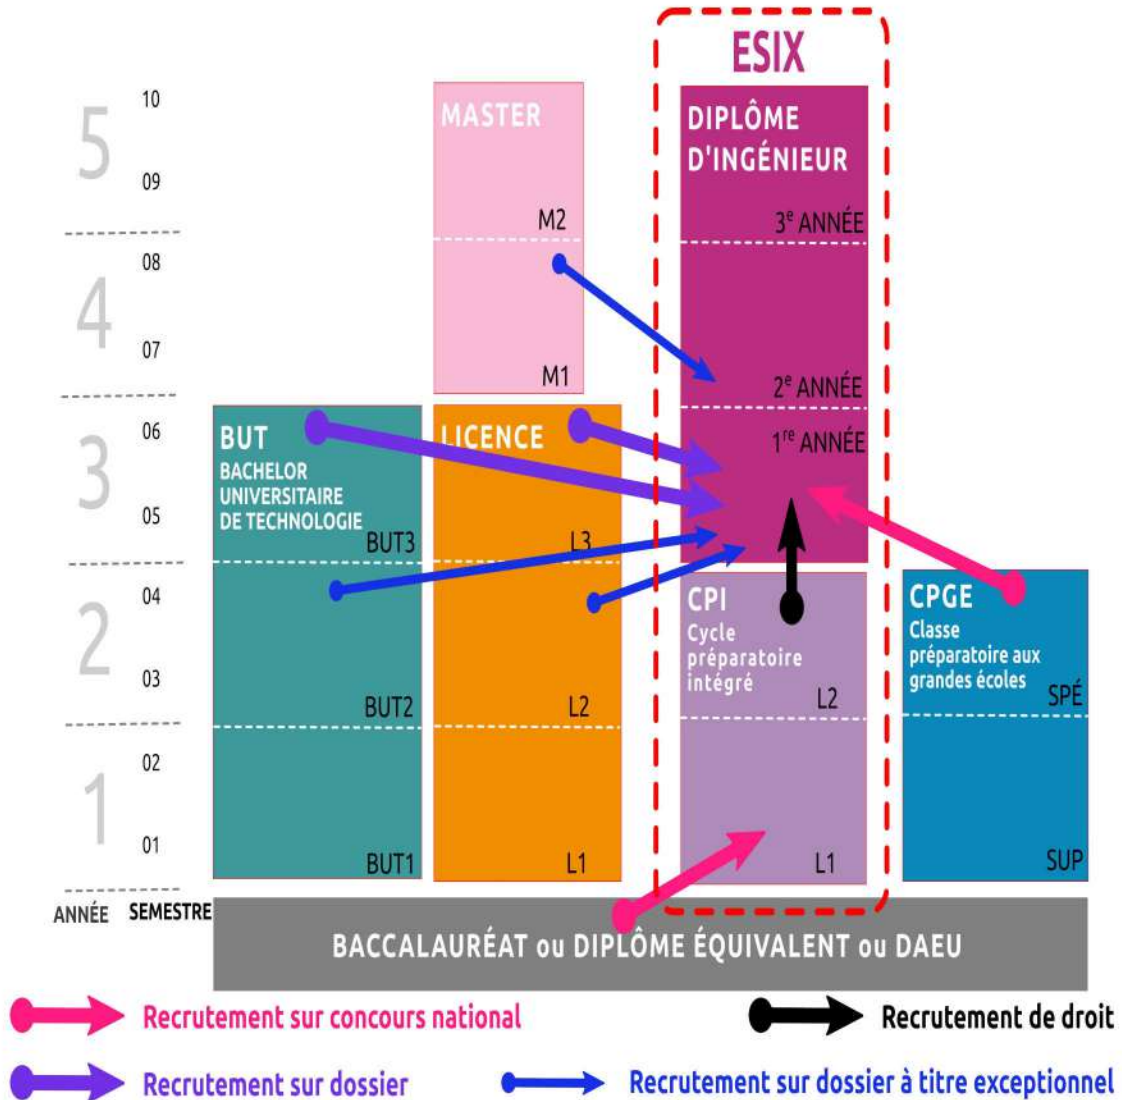 ESIX
5
10
09
MASTER
M2
DIPLÔME
D'INGÉNIEUR
3e ANNÉE
4
08
07
M1
2e ANNÉE
3
06
05
BUT
BACHELOR
UNIVERSITAIRE
DE TECHNOLOGIE
BUT3
LICENCE
L3
1re ANNÉE
2
04
03
BUT2
L2
CPI
Cycle
préparatoire
intégré
L2
CPGE
Classe
préparatoire aux
grandes écoles
SPÉ
1
02
01
BUT1
L1
L1
SUP
ANNÉE SEMESTRE
BACCALAURÉAT ou DIPLÔME ÉQUIVALENT ou DAEU
Recrutement sur concours national
Recrutement de droit
Recrutement sur dossier
Recrutement sur dossier à titre exceptionnel